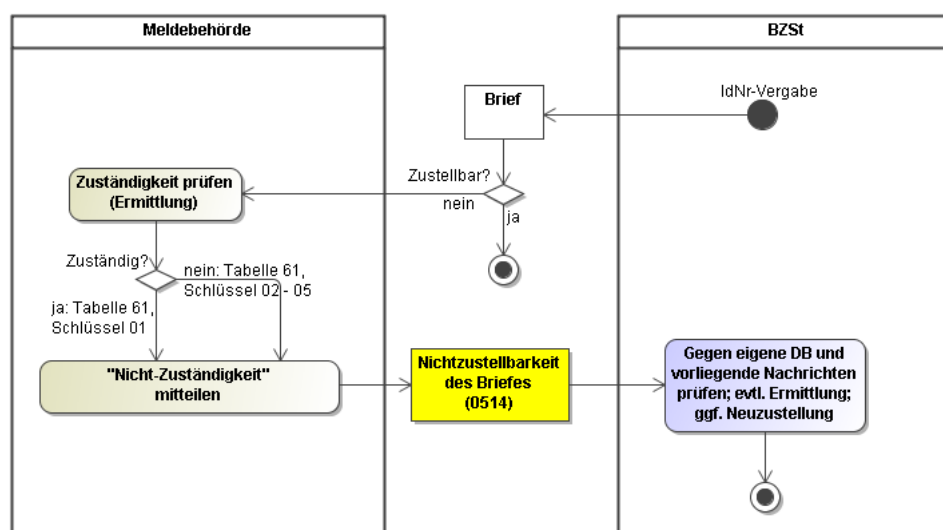 Meldebehörde
BZSt
IdNr-Vergabe
Brief
Zustellbar?
nein
ja
Zuständigkeit prüfen
(Ermittlung)
Zuständig?
nein: Tabelle 61,
Schlüssel 02 - 05
ja: Tabelle 61,
Schlüssel 01
"Nicht-Zuständigkeit"
mitteilen
Nichtzustellbarkeit
des Briefes
(0514)
Gegen eigene DB und
vorliegende Nachrichten
prüfen; evtl. Ermittlung;
ggf. Neuzustellung